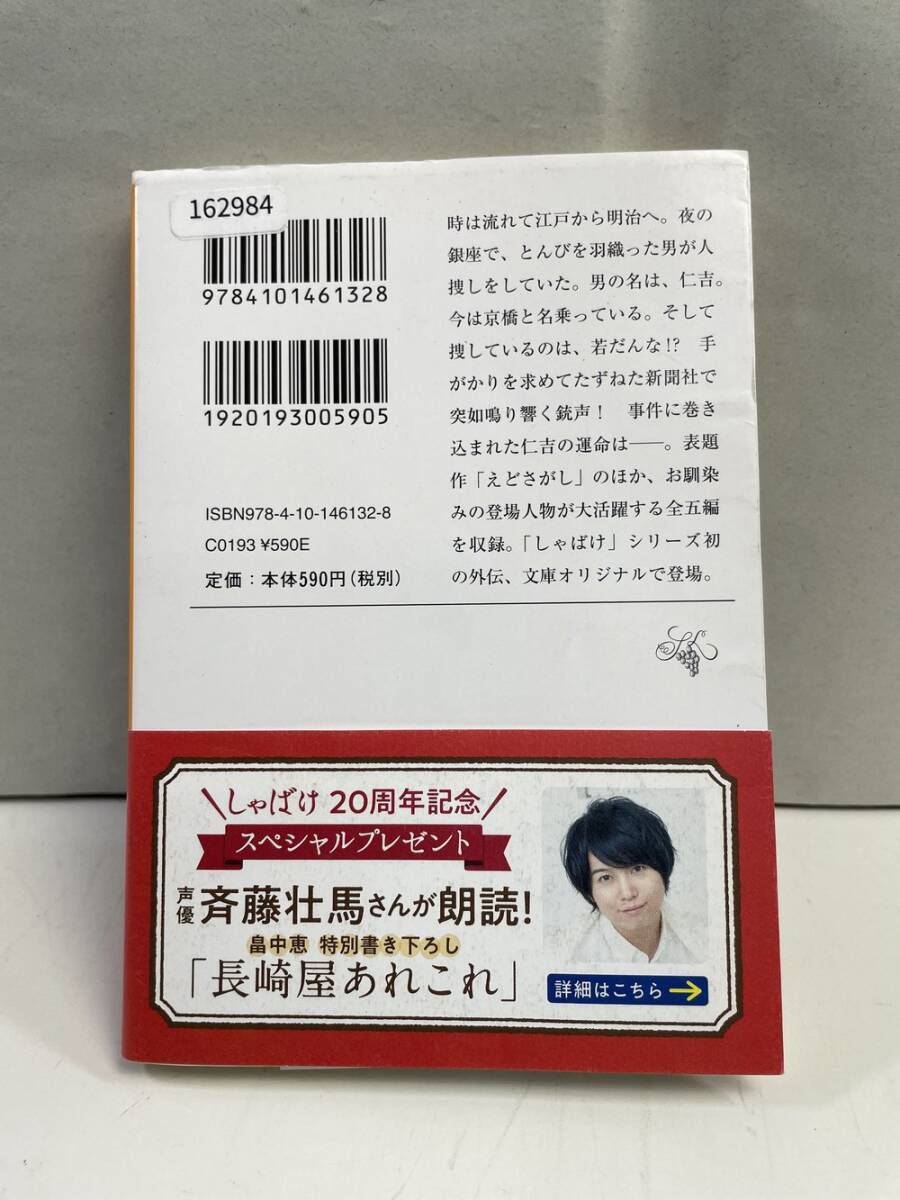 162984
9784101461328
1920193005905
ISBN978-4-10-146132-8
C0193 ¥590E
定価：本体590円（税別）
時は流れて江戸から明治へ。夜の
銀座で、とんびを羽織った男が人
捜しをしていた。男の名は、仁吉。
今は京橋と名乗っている。そして
捜しているのは、若だんな!?　手
がかりを求めてたずねた新聞社で
突如鳴り響く銃声！　事件に巻き
込まれた仁吉の運命は――。表題
作「えどさがし」のほか、お馴染
みの登場人物が大活躍する全五編
を収録。「しゃばけ」シリーズ初
の外伝、文庫オリジナルで登場。
しゃばけ 20周年記念
スペシャルプレゼント
声優 斉藤壮馬さんが朗読！
畠中恵 特別書き下ろし
「長崎屋あれこれ」
詳細はこちら→